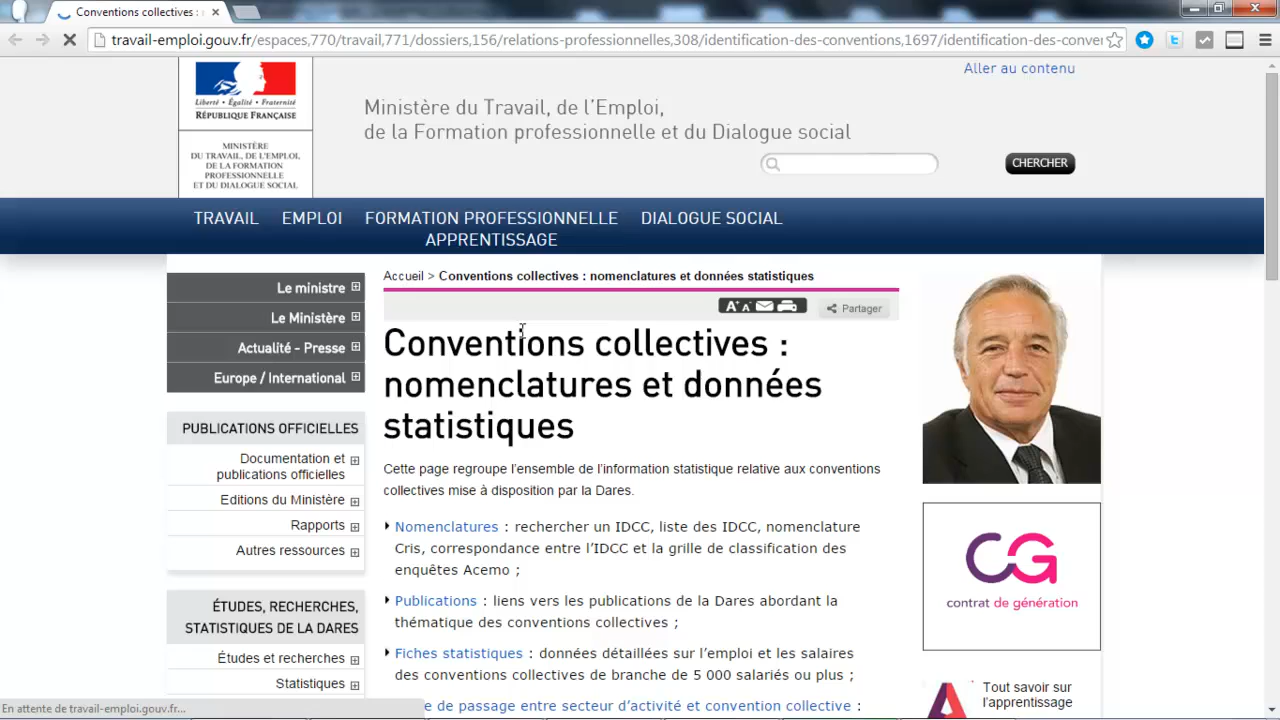 Conventions collectives :
travail-emploi.gouv.fr/espaces,770/travail,771/dossiers,156/relations-professionnelles,308/identification-des-conventions,1697/identification-des-conve
Aller au contenu
Liberté • Égalité • Fraternité
RÉPUBLIQUE FRANÇAISE
MINISTÈRE
DU TRAVAIL, DE L'EMPLOI,
DE LA FORMATION
PROFESSIONNELLE
ET DU DIALOGUE SOCIAL
Ministère du Travail, de l'Emploi,
de la Formation professionnelle et du Dialogue social
CHERCHER
TRAVAIL EMPLOI FORMATION PROFESSIONNELLE DIALOGUE SOCIAL
APPRENTISSAGE
Le ministre
Le Ministère
Actualité - Presse
Europe / International
PUBLICATIONS OFFICIELLES
Documentation et
publications officielles
Editions du Ministère
Rapports
Autres ressources
ÉTUDES, RECHERCHES,
STATISTIQUES DE LA DARES
Études et recherches
Statistiques
Accueil > Conventions collectives : nomenclatures et données statistiques
A+ A- Partager
Conventions collectives :
nomenclatures et données
statistiques
Cette page regroupe l'ensemble de l'information statistique relative aux conventions
collectives mise à disposition par la Dares.
Nomenclatures : rechercher un IDCC, liste des IDCC, nomenclature
Cris, correspondance entre l'IDCC et la grille de classification des
enquêtes Acemo ;
Publications : liens vers les publications de la Dares abordant la
thématique des conventions collectives ;
Fiches statistiques : données détaillées sur l'emploi et les salaires
des conventions collectives de branche de 5 000 salariés ou plus ;
e de passage entre secteur d'activité et convention collective :
CG
contrat de génération
Tout savoir sur
l'apprentissage
En attente de travail-emploi.gouv.fr...